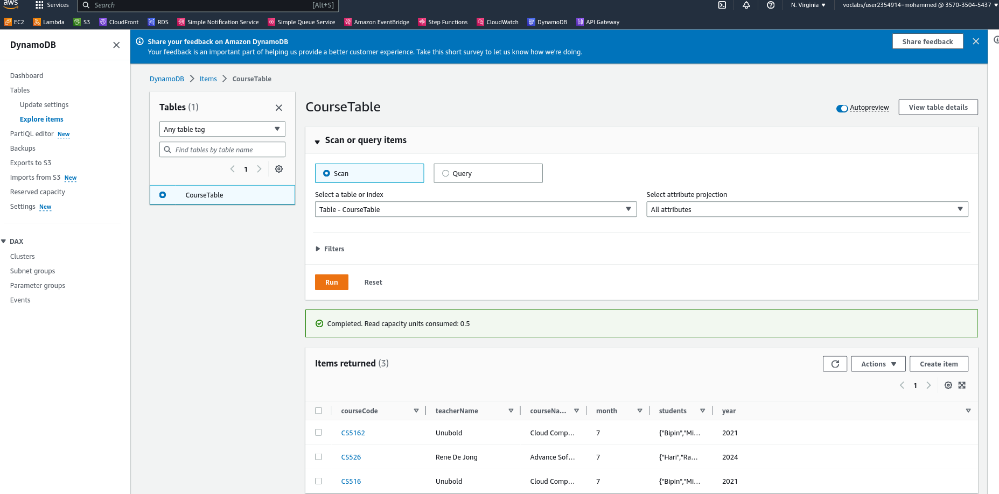 aws Services Search [Alt+S] N. Virginia voclabs/user2354914=mohammed @ 3570-3504-5437
EC2 Lambda S3 CloudFront RDS Simple Notification Service Simple Queue Service Amazon EventBridge Step Functions CloudWatch DynamoDB API Gateway
DynamoDB
Share your feedback on Amazon DynamoDB
Your feedback is an important part of helping us provide a better customer experience. Take this short survey to let us know how we're doing.
Share feedback
Dashboard
Tables
Update settings
Explore items
PartiQL editor New
Backups
Exports to S3
Imports from S3 New
Reserved capacity
Settings New
DAX
Clusters
Subnet groups
Parameter groups
Events
DynamoDB Items CourseTable
Tables (1)
Any table tag
Find tables by table name
1
CourseTable
CourseTable
Autopreview
View table details
Scan or query items
Scan Query
Select a table or index Select attribute projection
Table - CourseTable All attributes
Filters
Run Reset
Completed. Read capacity units consumed: 0.5
Items returned (3)
Actions Create item
1
courseCode teacherName courseNa... month students year
CS5162 Unubold Cloud Comp... 7 {"Bipin","Mi... 2021
CS526 Rene De Jong Advance Sof... 7 {"Hari","Ra... 2024
CS516 Unubold Cloud Comp... 7 {"Bipin","Mi... 2021